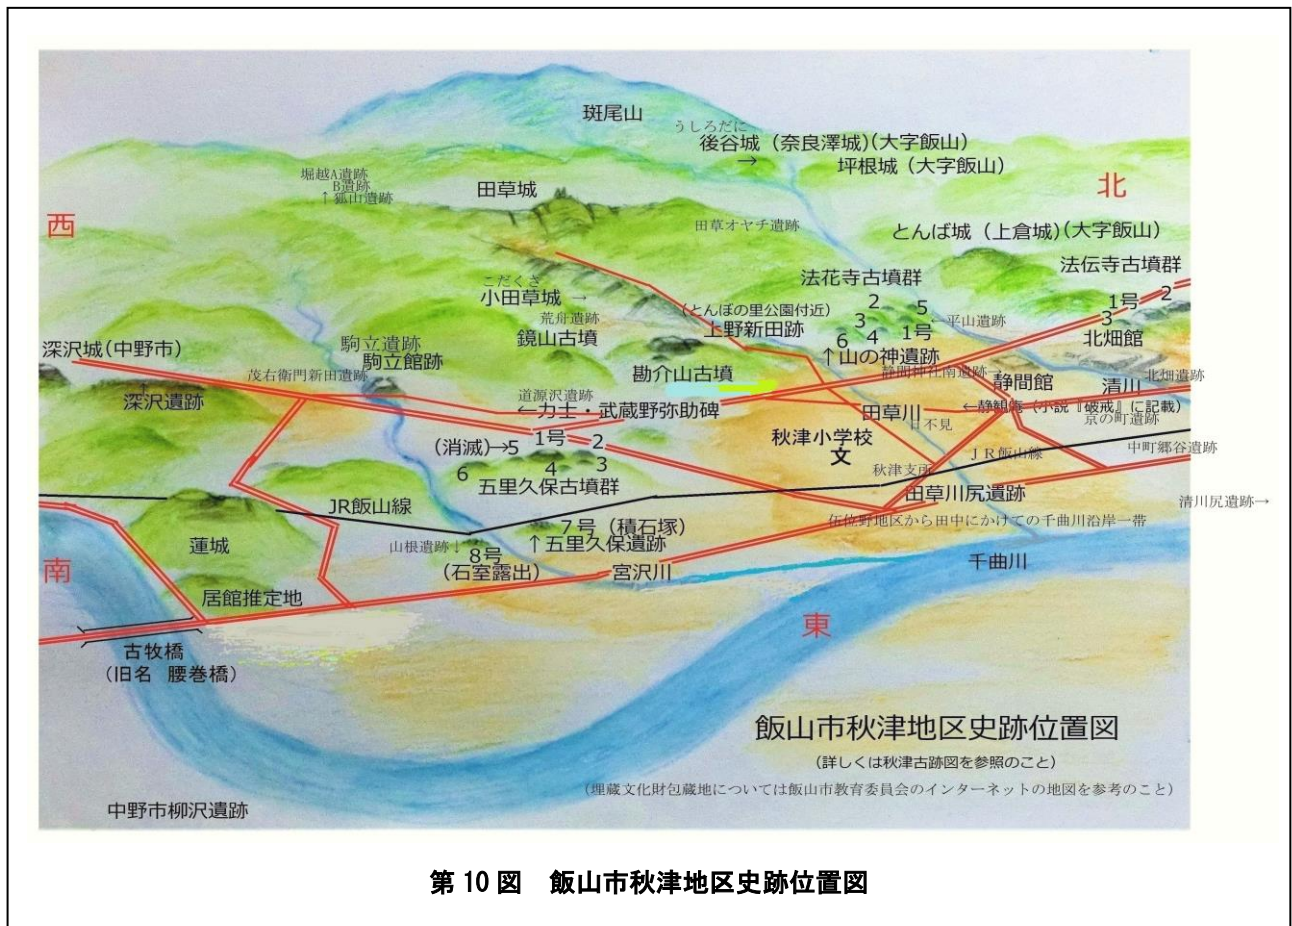 斑尾山
うしろだに
後谷城（奈良澤城）（大字飯山）
→
坪根城（大字飯山）
堀越A遺跡
B遺跡
↑狐山遺跡
田草城
北
西
田草オヤチ遺跡
とんば城（上倉城）（大字飯山）
法花寺古墳群
法伝寺古墳群
こだくさ
小田草城 →
2
5
3
6
4
1号
←平山遺跡
1号
2
3
荒舟遺跡
鏡山古墳
（とんぼの里公園付近）
上野新田跡
↑山の神遺跡
北畑館
深沢城（中野市）
駒立遺跡
駒立館跡
茂右衛門新田遺跡
勘介山古墳
静間神社南遺跡→
静間館
清川
北畑遺跡
↑
深沢遺跡
道源沢遺跡
←力士・武蔵野弥助碑
田草川
←静観庵（小説『破戒』に記載）
京の町遺跡
不見
（消滅）→5
1号
2
6
4
3
五里久保古墳群
秋津小学校
文
秋津支所
ＪＲ飯山線
中町郷谷遺跡
田草川尻遺跡
清川尻遺跡→
JR飯山線
7号（積石塚）
↑五里久保遺跡
伍位野地区から田中にかけての千曲川沿岸一帯
蓮城
山根遺跡↓
8号
（石室露出）
宮沢川
千曲川
南
居館推定地
東
古牧橋
（旧名　腰巻橋）
飯山市秋津地区史跡位置図
（詳しくは秋津古跡図を参照のこと）
（埋蔵文化財包蔵地については飯山市教育委員会のインターネットの地図を参考のこと）
中野市柳沢遺跡
第 10 図　飯山市秋津地区史跡位置図